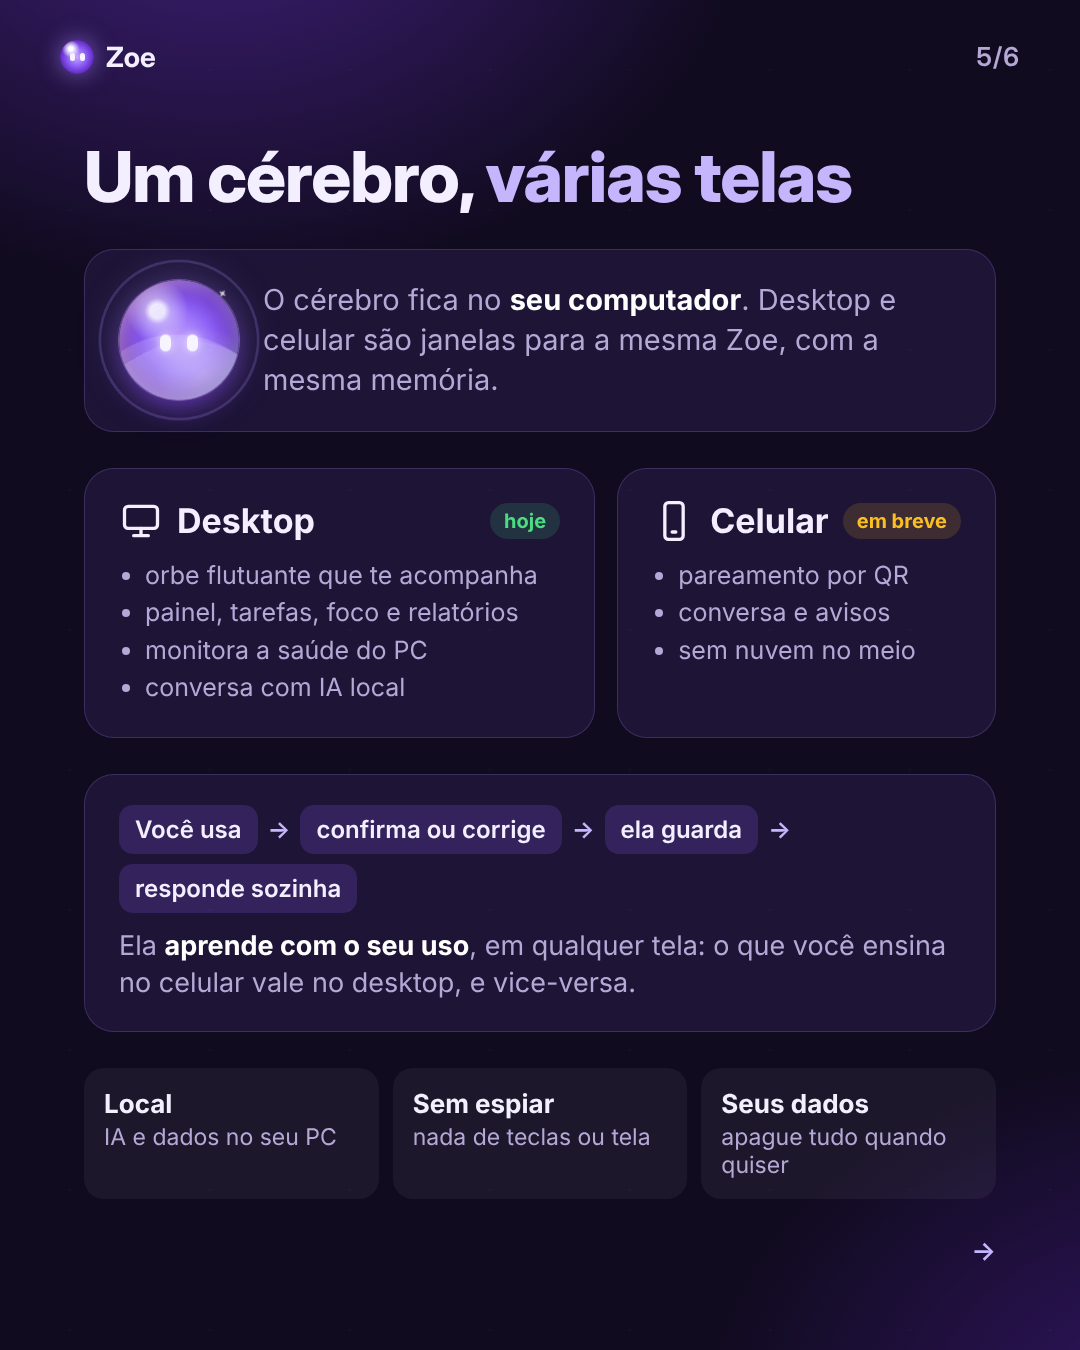 Zoe
5/6
Um cérebro, várias telas
O cérebro fica no seu computador. Desktop e
celular são janelas para a mesma Zoe, com a
mesma memória.
Desktop
hoje
• orbe flutuante que te acompanha
• painel, tarefas, foco e relatórios
• monitora a saúde do PC
• conversa com IA local
Celular
em breve
• pareamento por QR
• conversa e avisos
• sem nuvem no meio
Você usa → confirma ou corrige → ela guarda →
responde sozinha
Ela aprende com o seu uso, em qualquer tela: o que você ensina
no celular vale no desktop, e vice-versa.
Local
IA e dados no seu PC
Sem espiar
nada de teclas ou tela
Seus dados
apague tudo quando
quiser
→